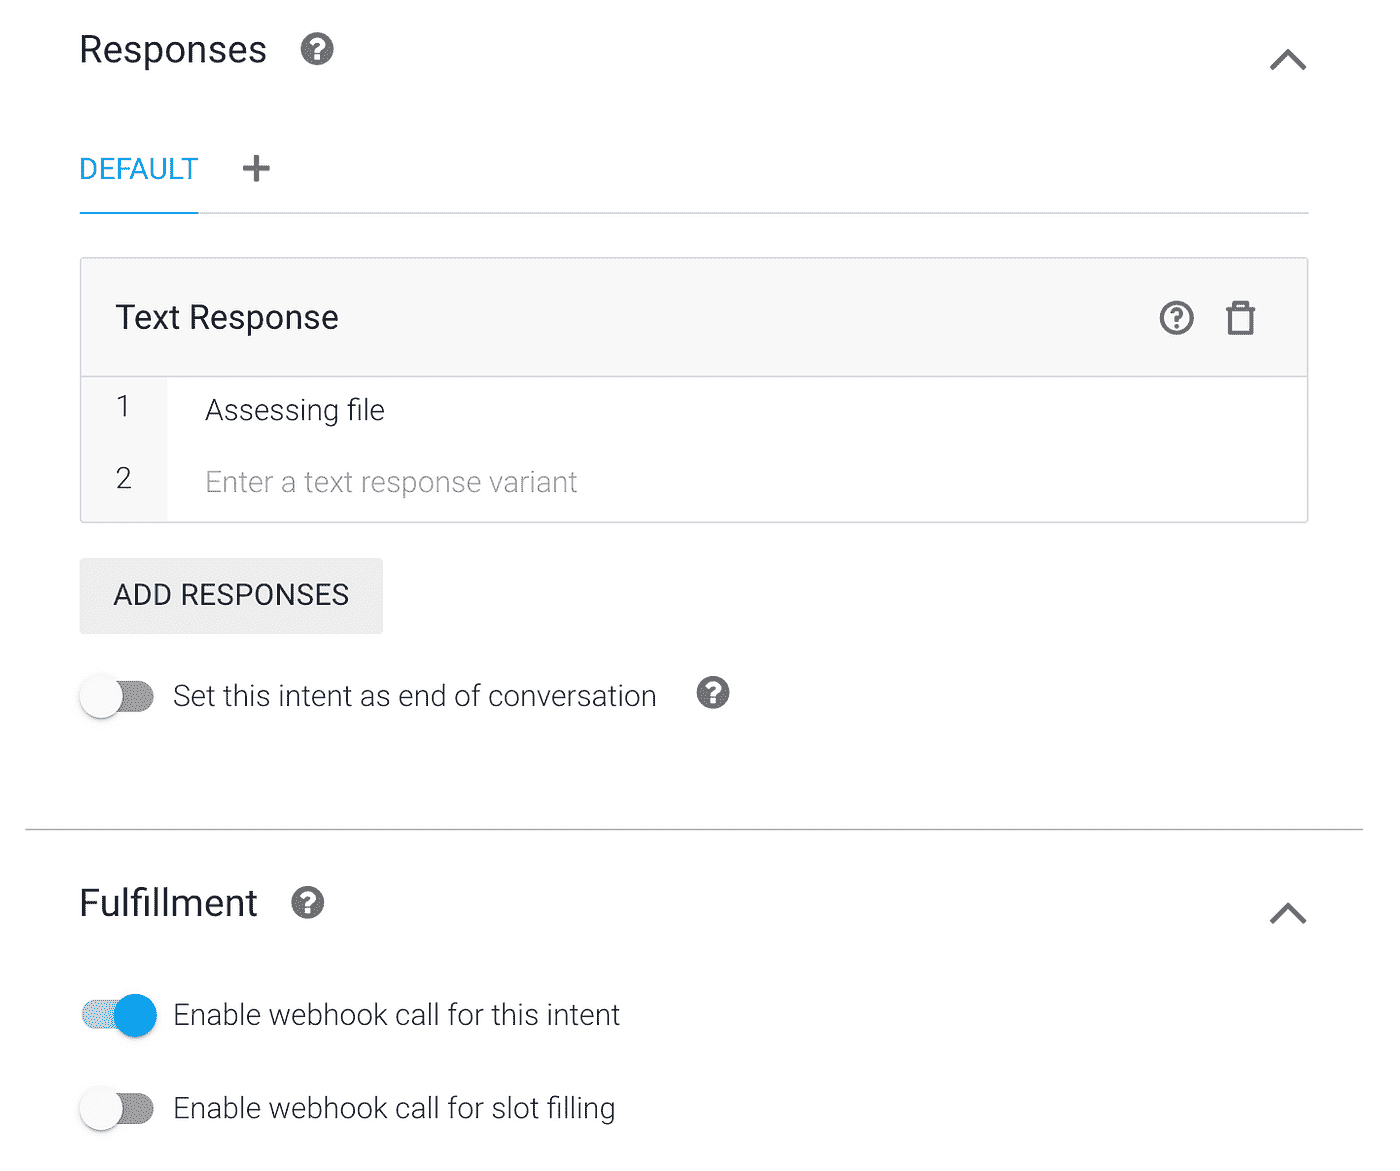 Responses
DEFAULT +
Text Response
1 Assessing file
2 Enter a text response variant
ADD RESPONSES
Set this intent as end of conversation
Fulfillment
Enable webhook call for this intent
Enable webhook call for slot filling